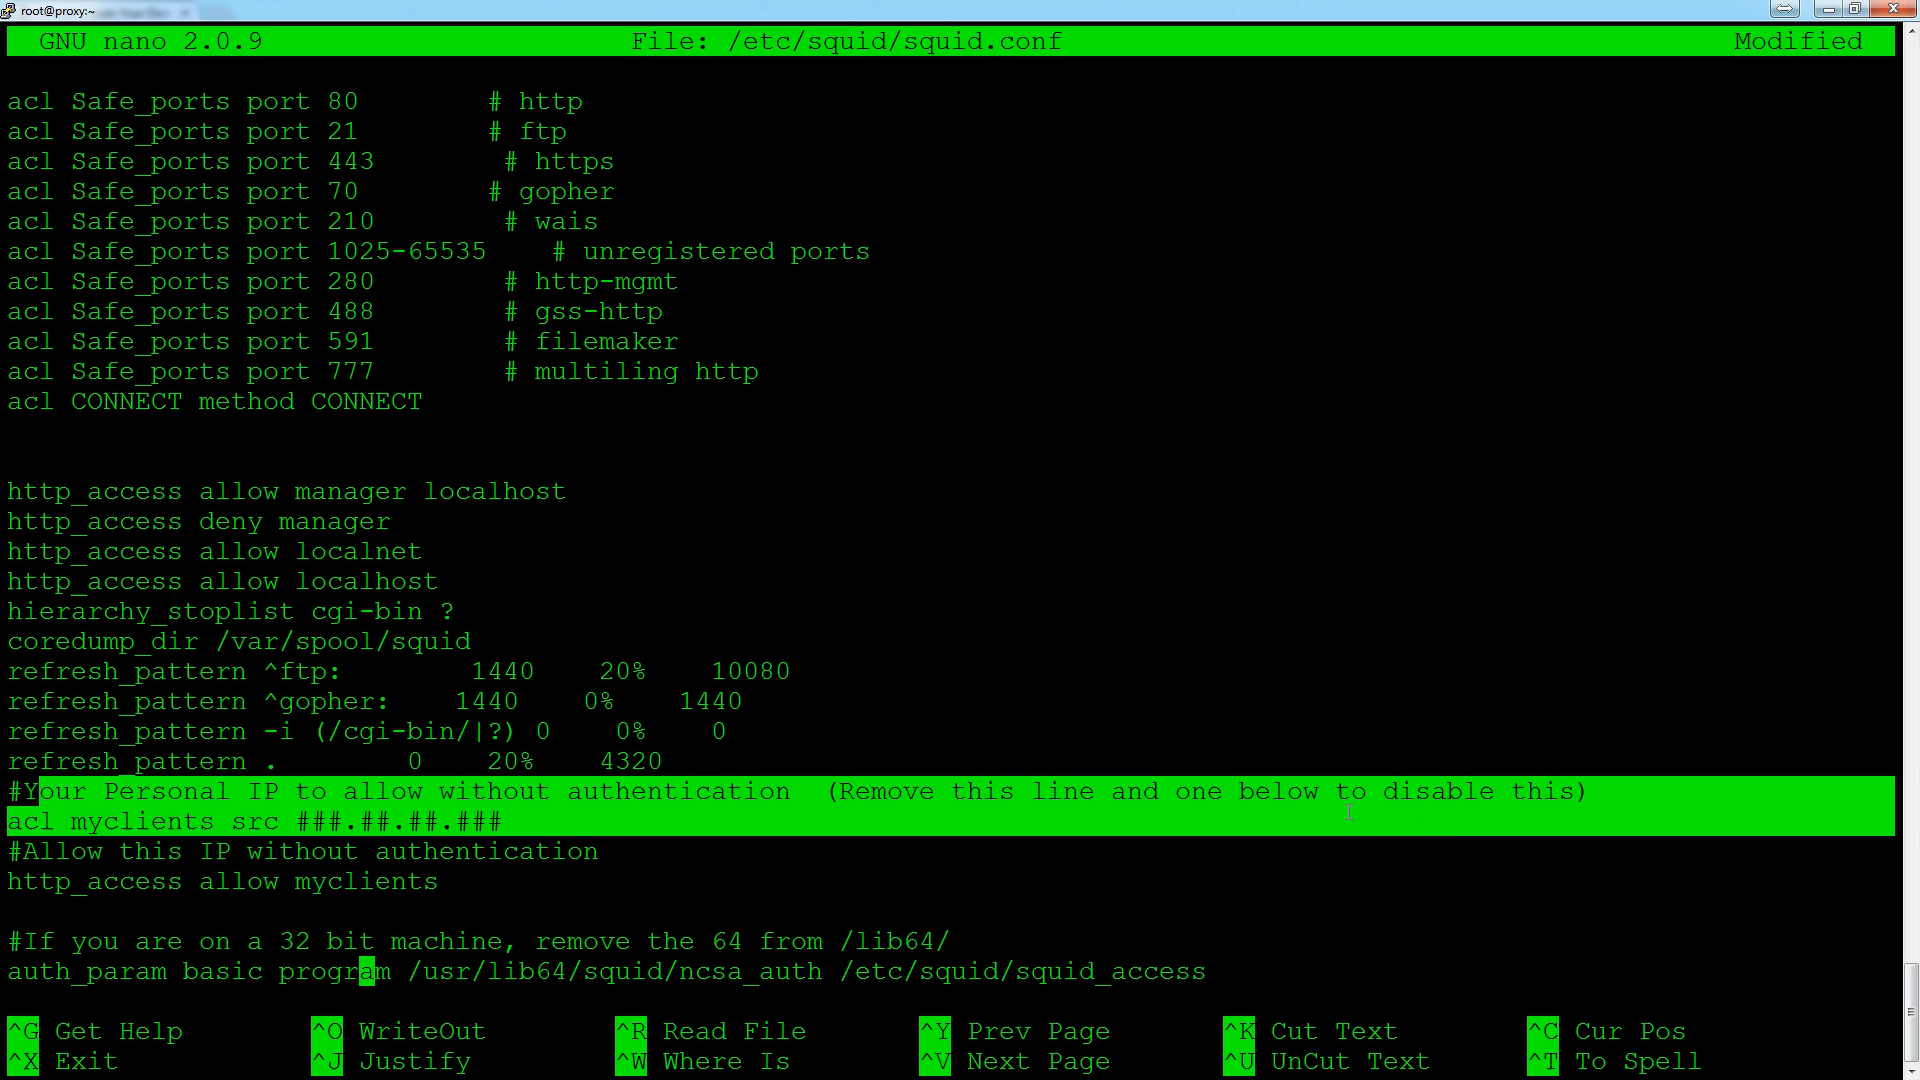 root@proxy:~
GNU nano 2.0.9 File: /etc/squid/squid.conf Modified
acl Safe_ports port 80 # http
acl Safe_ports port 21 # ftp
acl Safe_ports port 443 # https
acl Safe_ports port 70 # gopher
acl Safe_ports port 210 # wais
acl Safe_ports port 1025-65535 # unregistered ports
acl Safe_ports port 280 # http-mgmt
acl Safe_ports port 488 # gss-http
acl Safe_ports port 591 # filemaker
acl Safe_ports port 777 # multiling http
acl CONNECT method CONNECT
http_access allow manager localhost
http_access deny manager
http_access allow localnet
http_access allow localhost
hierarchy_stoplist cgi-bin ?
coredump_dir /var/spool/squid
refresh_pattern ^ftp: 1440 20% 10080
refresh_pattern ^gopher: 1440 0% 1440
refresh_pattern -i (/cgi-bin/|?) 0 0% 0
refresh_pattern . 0 20% 4320
#Your Personal IP to allow without authentication (Remove this line and one below to disable this)
acl myclients src ###.##.##.###
#Allow this IP without authentication
http_access allow myclients
#If you are on a 32 bit machine, remove the 64 from /lib64/
auth_param basic program /usr/lib64/squid/ncsa_auth /etc/squid/squid_access
^G Get Help ^O WriteOut ^R Read File ^Y Prev Page ^K Cut Text ^C Cur Pos
^X Exit ^J Justify ^W Where Is ^V Next Page ^U UnCut Text ^T To Spell